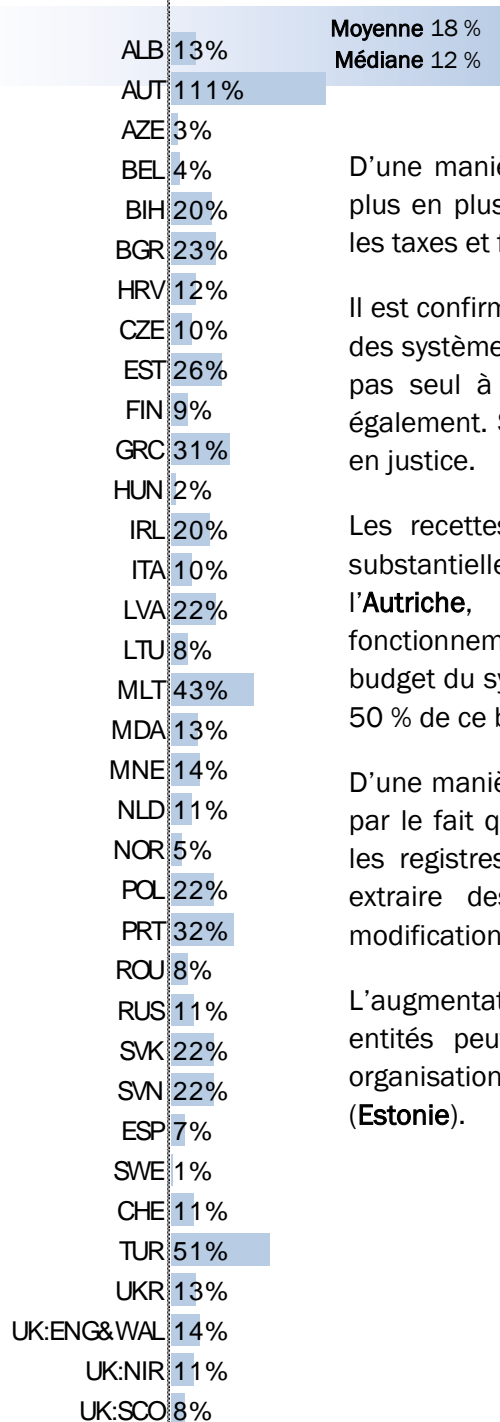 Moyenne 18 %
Médiane 12 %
ALB 13%
AUT 111%
AZE 3%
BEL 4%
BIH 20%
BGR 23%
HRV 12%
CZE 10%
EST 26%
FIN 9%
GRC 31%
HUN 2%
IRL 20%
ITA 10%
LVA 22%
LTU 8%
MLT 43%
MDA 13%
MNE 14%
NLD 11%
NOR 5%
POL 22%
PRT 32%
ROU 8%
RUS 11%
SVK 22%
SVN 22%
ESP 7%
SWE 1%
CHE 11%
TUR 51%
UKR 13%
UK:ENG&WAL 14%
UK:NIR 11%
UK:SCO 8%
D’une maniè
plus en plus
les taxes et f
Il est confirm
des système
pas seul à
également. S
en justice.
Les recettes
substantiellé
l’Autriche,
fonctionnem
budget du sy
50 % de ce b
D’une maniè
par le fait q
les registres
extraire des
modification
L’augmentat
entités peu
organisation
(Estonie).